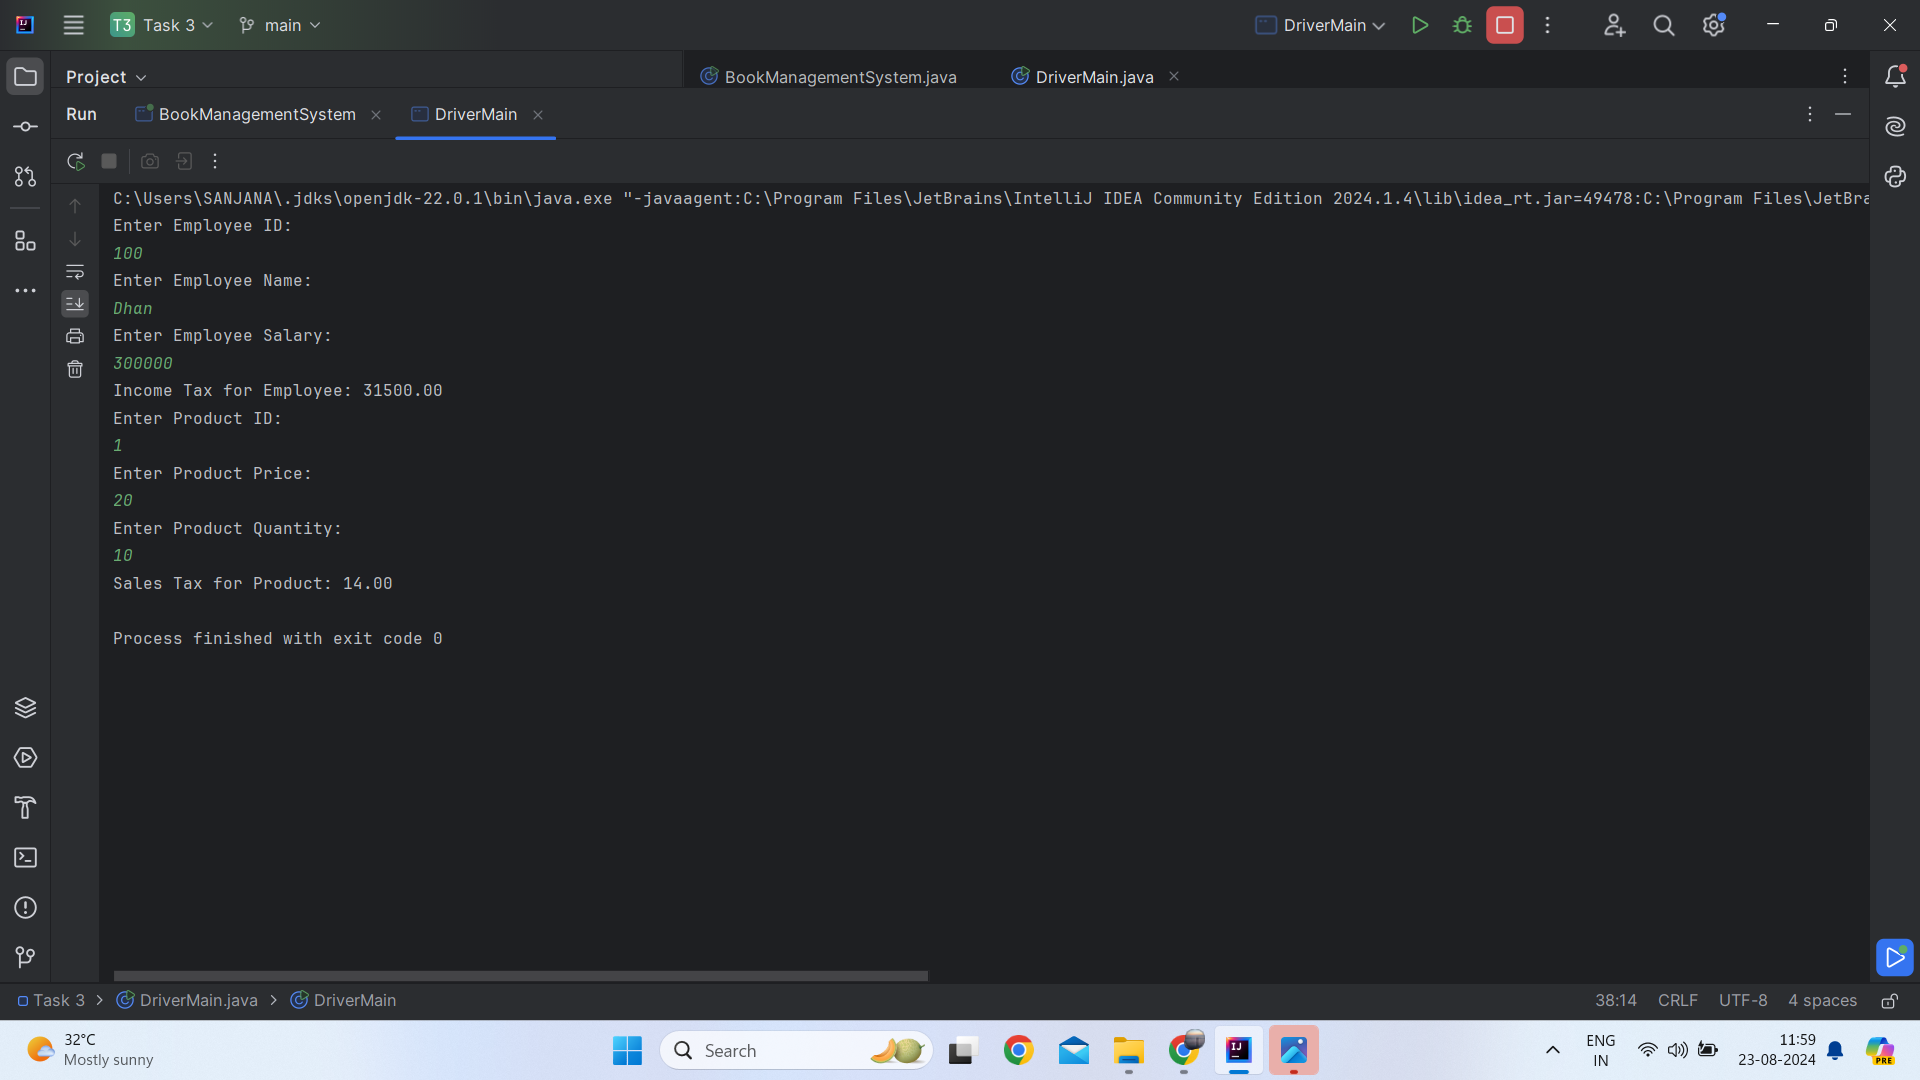 T3 Task 3 main DriverMain
Project BookManagementSystem.java DriverMain.java
Run BookManagementSystem DriverMain
C:\Users\SANJANA\.jdks\openjdk-22.0.1\bin\java.exe "-javaagent:C:\Program Files\JetBrains\IntelliJ IDEA Community Edition 2024.1.4\lib\idea_rt.jar=49478:C:\Program Files\JetBra
Enter Employee ID:
100
Enter Employee Name:
Dhan
Enter Employee Salary:
300000
Income Tax for Employee: 31500.00
Enter Product ID:
1
Enter Product Price:
20
Enter Product Quantity:
10
Sales Tax for Product: 14.00
Process finished with exit code 0
Task 3 > DriverMain.java > DriverMain 38:14 CRLF UTF-8 4 spaces
32°C
Mostly sunny
Search
ENG
IN
11:59
23-08-2024
PRE